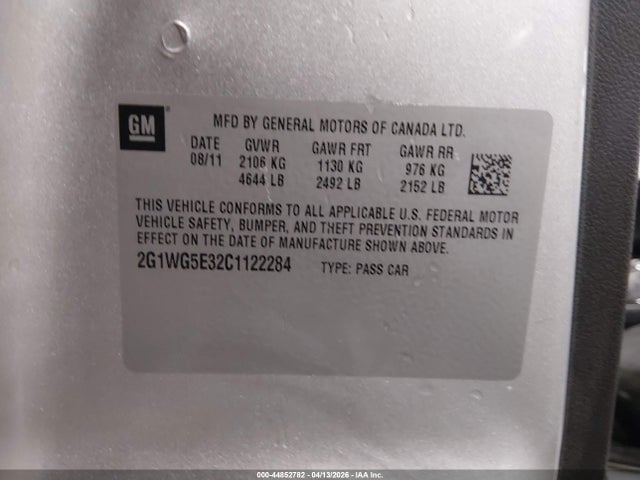 GM
MFD BY GENERAL MOTORS OF CANADA LTD.
DATE GVWR GAWR FRT GAWR RR
08/11 2106 KG 1130 KG 976 KG
4644 LB 2492 LB 2152 LB
THIS VEHICLE CONFORMS TO ALL APPLICABLE U.S. FEDERAL MOTOR
VEHICLE SAFETY, BUMPER, AND THEFT PREVENTION STANDARDS IN
EFFECT ON THE DATE OF MANUFACTURE SHOWN ABOVE.
2G1WG5E32C1122284 TYPE: PASS CAR
000-44852782 - 04/13/2026 - IAA Inc.